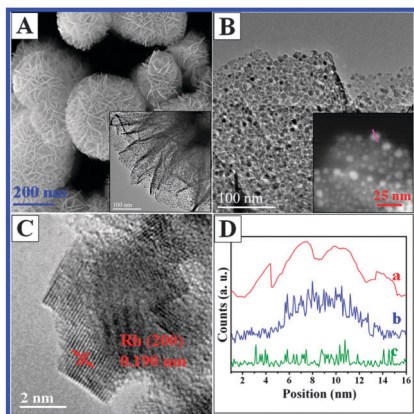 A
200 nm
100 nm
B
100 nm
25 nm
C
Rh (200)
0.190 nm
2 nm
D
Counts (a. u.)
a
b
c
2 4 6 8 10 12 14 16
Position (nm)